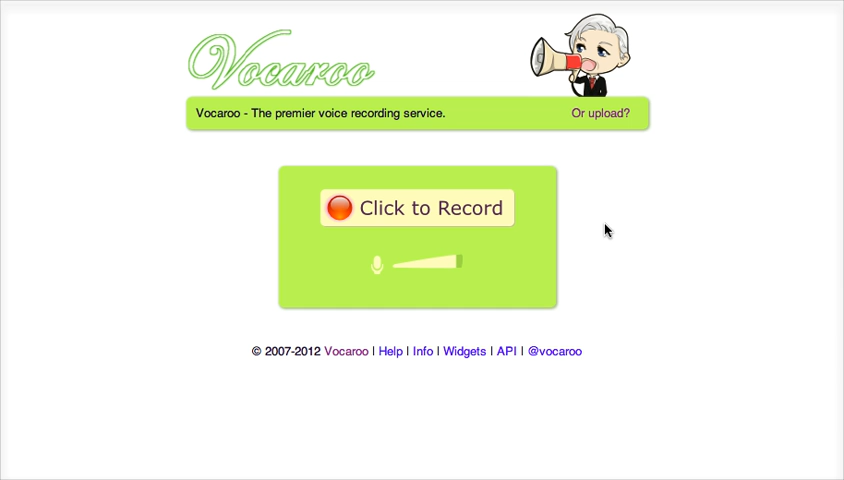 Vocaroo
Vocaroo - The premier voice recording service. Or upload?
Click to Record
© 2007-2012 Vocaroo | Help | Info | Widgets | API | @vocaroo